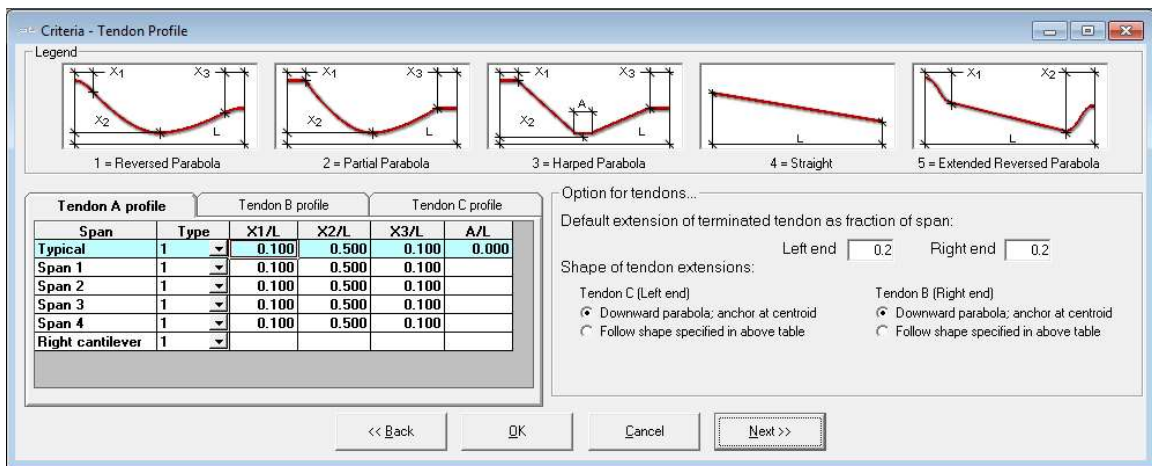 Criteria - Tendon Profile
Legend
X1 X3 X2 L
X1 X3 X2 L
X1 X3 A X2 L
L
X1 X2 L
1 = Reversed Parabola
2 = Partial Parabola
3 = Harped Parabola
4 = Straight
5 = Extended Reversed Parabola
Tendon A profile Tendon B profile Tendon C profile
Span Type X1/L X2/L X3/L A/L
Typical 1 0.100 0.500 0.100 0.000
Span 1 1 0.100 0.500 0.100
Span 2 1 0.100 0.500 0.100
Span 3 1 0.100 0.500 0.100
Span 4 1 0.100 0.500 0.100
Right cantilever 1
Option for tendons...
Default extension of terminated tendon as fraction of span:
Left end 0.2 Right end 0.2
Shape of tendon extensions:
Tendon C (Left end)
Downward parabola; anchor at centroid
Follow shape specified in above table
Tendon B (Right end)
Downward parabola; anchor at centroid
Follow shape specified in above table
<< Back OK Cancel Next >>